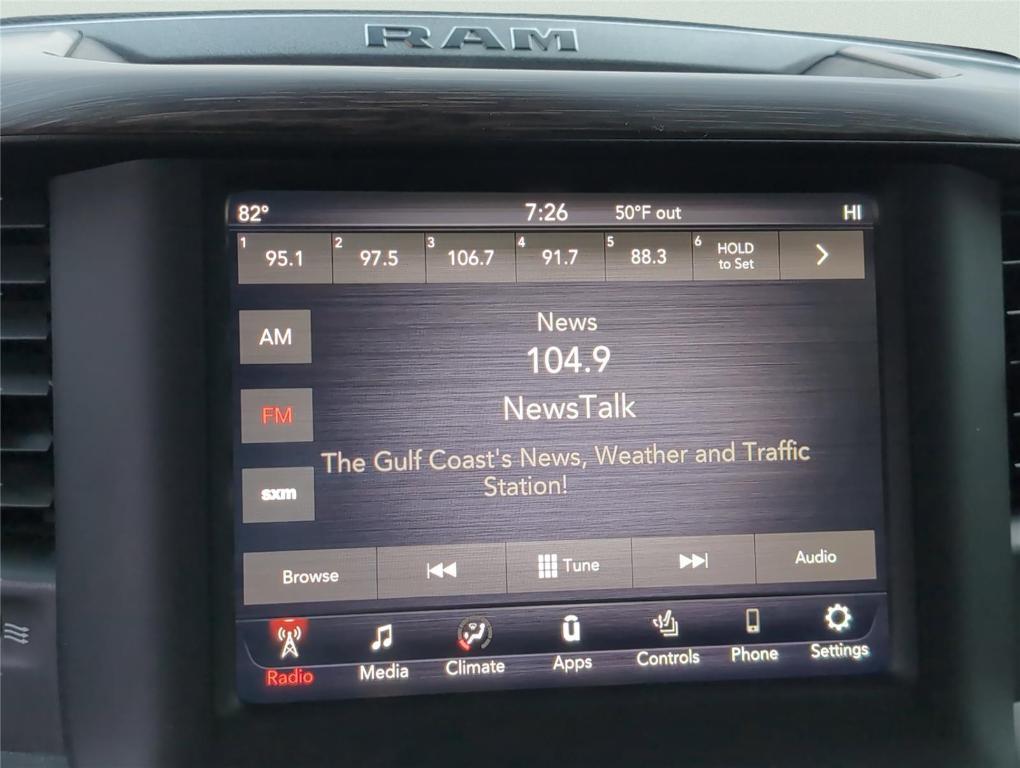 RAM
82° 7:26 50°F out HI
1 95.1 2 97.5 3 106.7 4 91.7 5 88.3 6 HOLD
to Set
AM
News
104.9
FM
NewsTalk
The Gulf Coast's News, Weather and Traffic
Station!
sxm
Browse Tune Audio
Radio Media Climate Apps Controls Phone Settings